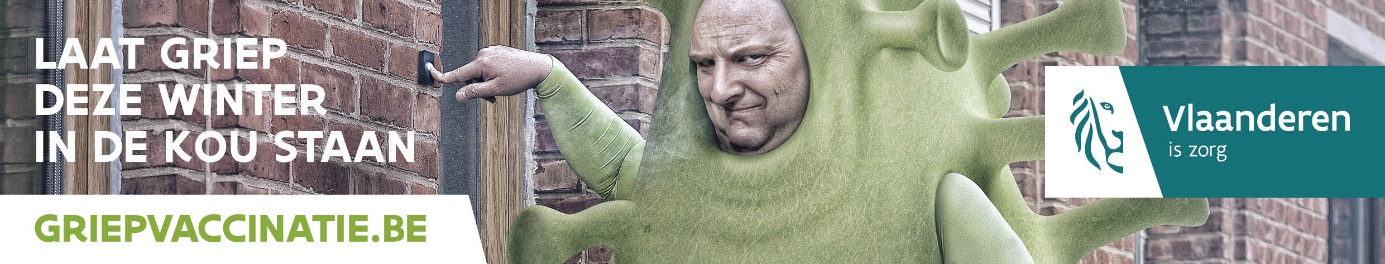 LAAT GRIEP
DEZE WINTER
IN DE KOU STAAN
GRIEPVACCINATIE.BE
Vlaanderen
is zorg